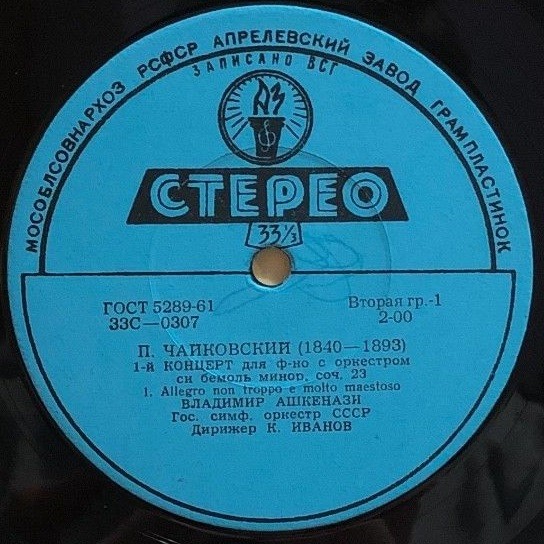 МОСОБЛСОВНАРХОЗ РСФСР АПРЕЛЕВСКИЙ ЗАВОД ГРАМПЛАСТИНОК
ЗАПИСАНО ВСГ
АЗ
СТЕРЕО
33⅓
ГОСТ 5289-61
33С—0307
Вторая гр.-1
2-00
П. ЧАЙКОВСКИЙ (1840—1893)
1-й КОНЦЕРТ для ф-но с оркестром
си бемоль минор, соч. 23
1. Allegro non troppo e molto maestoso
ВЛАДИМИР АШКЕНАЗИ
Гос. симф. оркестр СССР
Дирижер К. ИВАНОВ